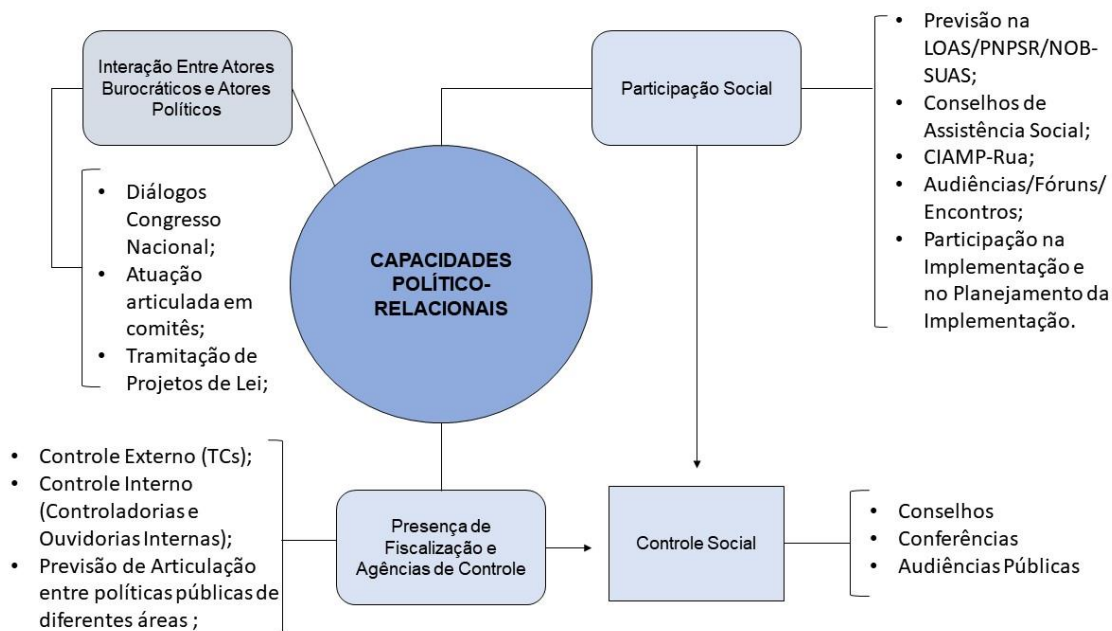 Interação Entre Atores
Burocráticos e Atores
Políticos
• Diálogos
Congresso
Nacional;
• Atuação
articulada em
comitês;
• Tramitação de
Projetos de Lei;
CAPACIDADES
POLÍTICO-
RELACIONAIS
Participação Social
• Previsão na
LOAS/PNPSR/NOB-
SUAS;
• Conselhos de
Assistência Social;
• CIAMP-Rua;
• Audiências/Fóruns/
Encontros;
• Participação na
Implementação e
no Planejamento da
Implementação.
• Controle Externo (TCs);
• Controle Interno
(Controladorias e
Ouvidorias Internas);
• Previsão de Articulação
entre políticas públicas de
diferentes áreas ;
Presença de
Fiscalização e
Agências de Controle
Controle Social
• Conselhos
• Conferências
• Audiências Públicas